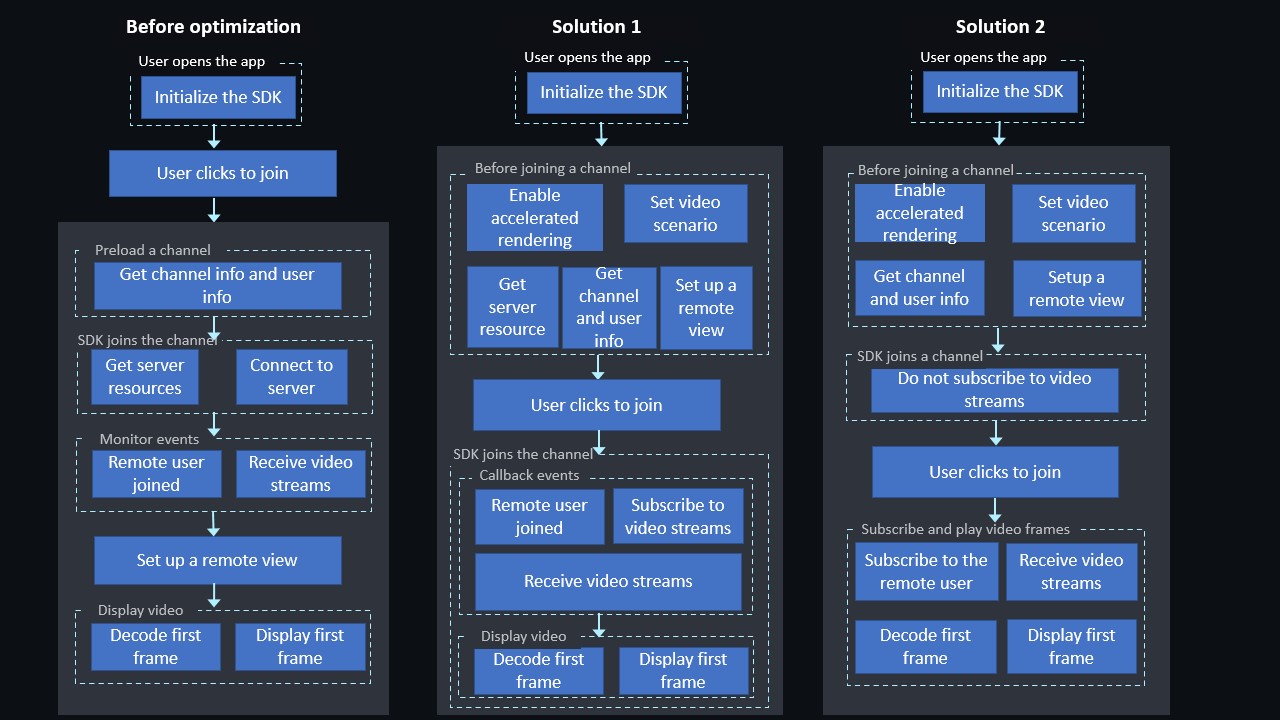 Before optimization
User opens the app
Initialize the SDK
User clicks to join
Preload a channel
Get channel info and user
info
SDK joins the channel
Get server
resources
Connect to
server
Monitor events
Remote user
joined
Receive video
streams
Set up a remote view
Display video
Decode first
frame
Display first
frame
Solution 1
User opens the app
Initialize the SDK
Before joining a channel
Enable
accelerated
rendering
Set video
scenario
Get
server
resource
Get
channel
and user
info
Set up a
remote
view
User clicks to join
SDK joins the channel
Callback events
Remote user
joined
Subscribe to
video streams
Receive video streams
Display video
Decode first
frame
Display first
frame
Solution 2
User opens the app
Initialize the SDK
Before joining a channel
Enable
accelerated
rendering
Set video
scenario
Get channel
and user info
Setup a
remote view
SDK joins a channel
Do not subscribe to video
streams
User clicks to join
Subscribe and play video frames
Subscribe to the
remote user
Receive video
streams
Decode first
frame
Display first
frame